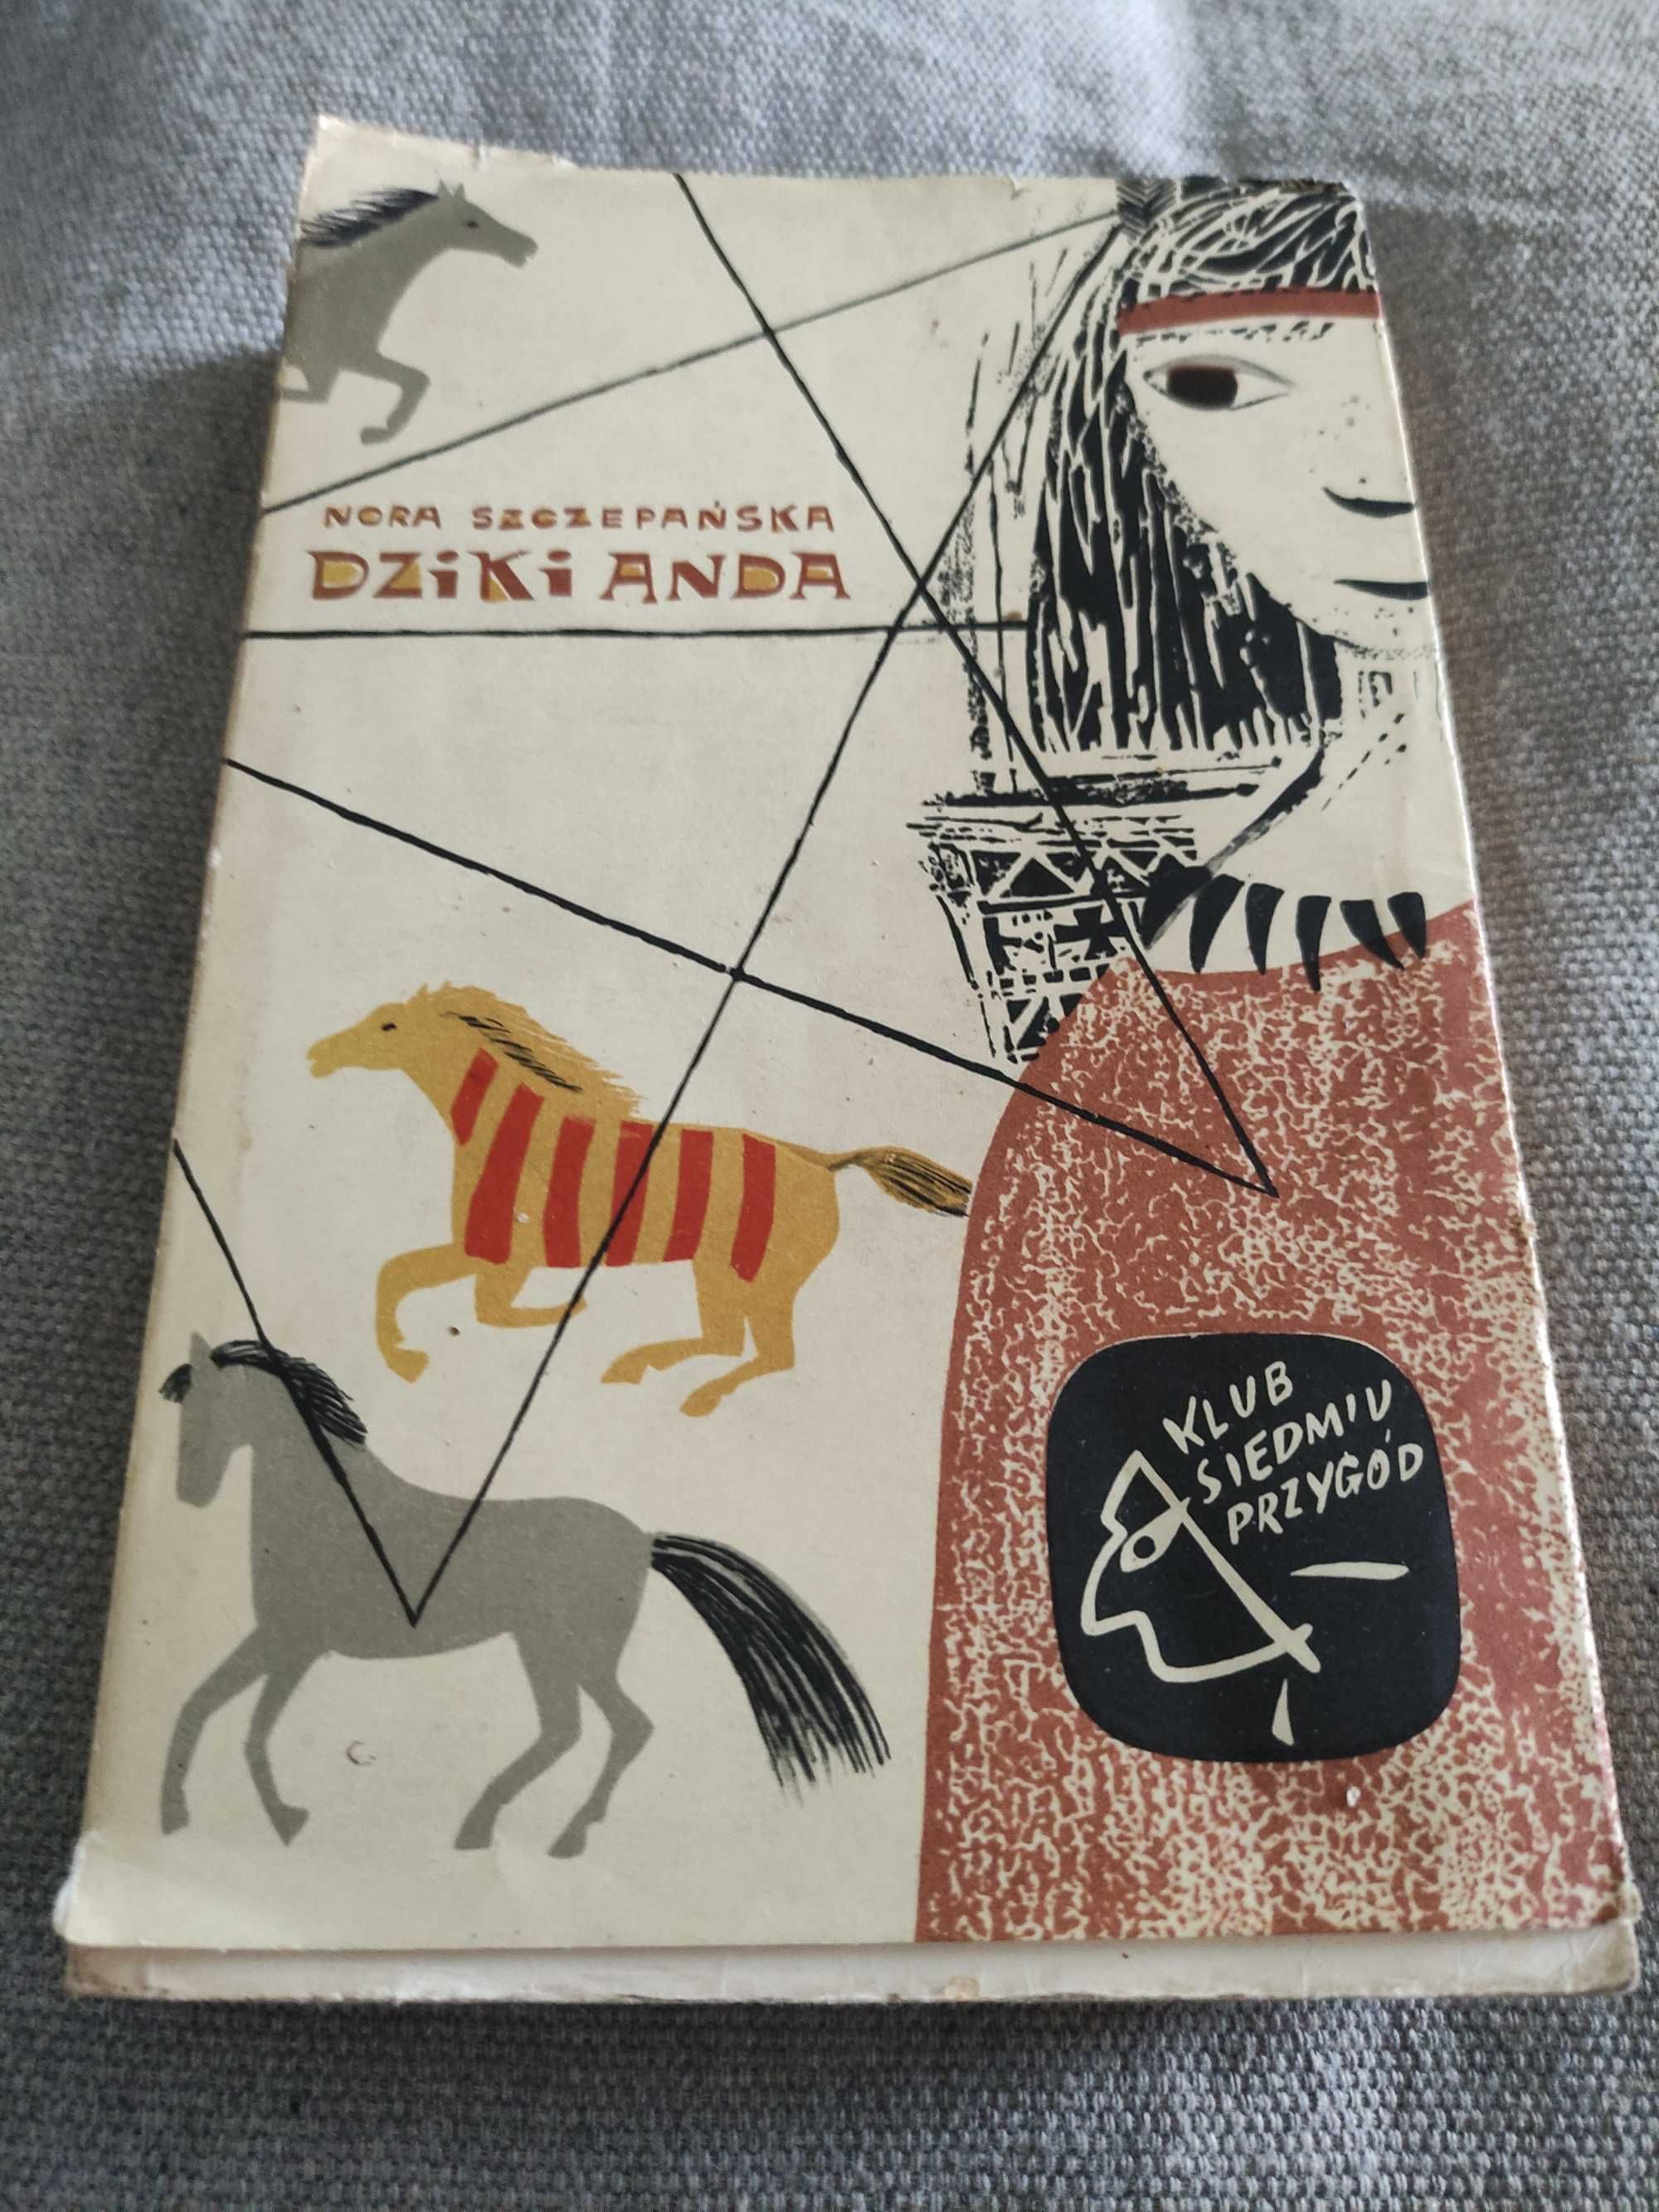 NORA SZCZEPAŃSKA
DZiKi ANDA
KLUB
SIEDMIU
PRZYGÓD